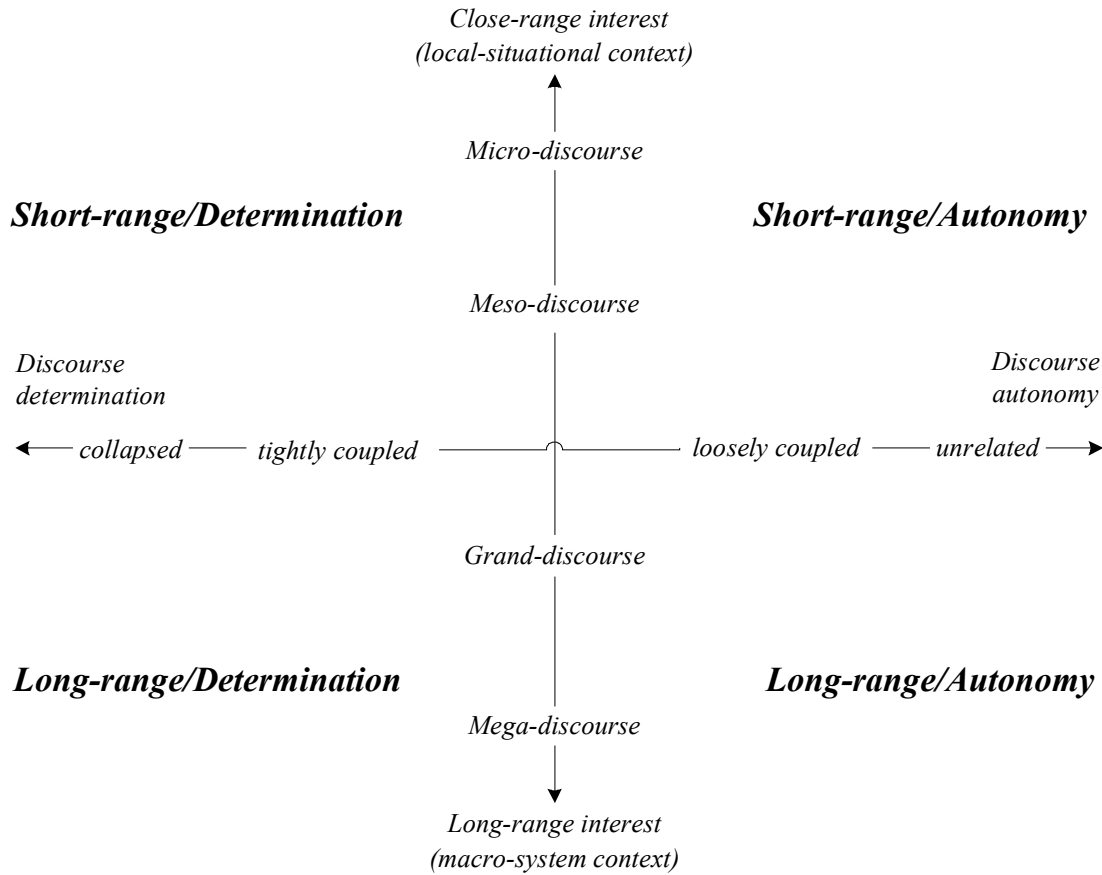 Close-range interest
(local-situational context)
Micro-discourse
Short-range/Determination
Short-range/Autonomy
Meso-discourse
Discourse
determination
Discourse
autonomy
collapsed
tightly coupled
loosely coupled
unrelated
Grand-discourse
Long-range/Determination
Long-range/Autonomy
Mega-discourse
Long-range interest
(macro-system context)